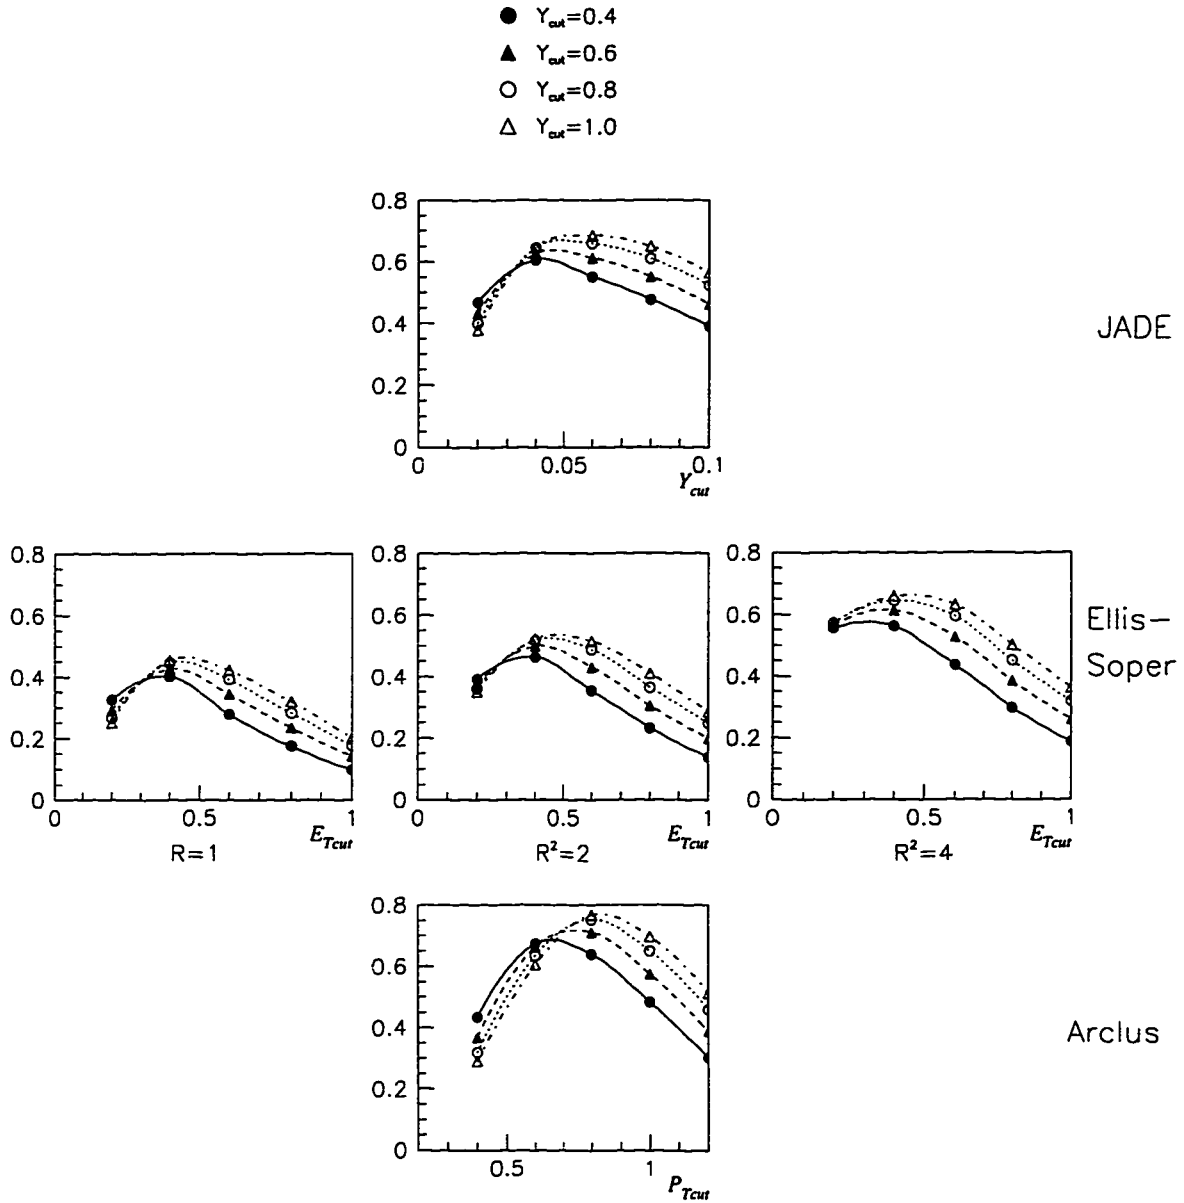 ● Y_cut=0.4
▲ Y_cut=0.6
○ Y_cut=0.8
△ Y_cut=1.0
0.8
0.6
0.4
0.2
0
0 0.05 0.1
Y_cut
JADE
0.8
0.6
0.4
0.2
0
0 0.5 1
E_Tcut
R=1
0.8
0.6
0.4
0.2
0
0 0.5 1
E_Tcut
R²=2
0.8
0.6
0.4
0.2
0
0 0.5 1
E_Tcut
R²=4
Ellis–
Soper
0.8
0.6
0.4
0.2
0
0.5 1
P_Tcut
Arclus